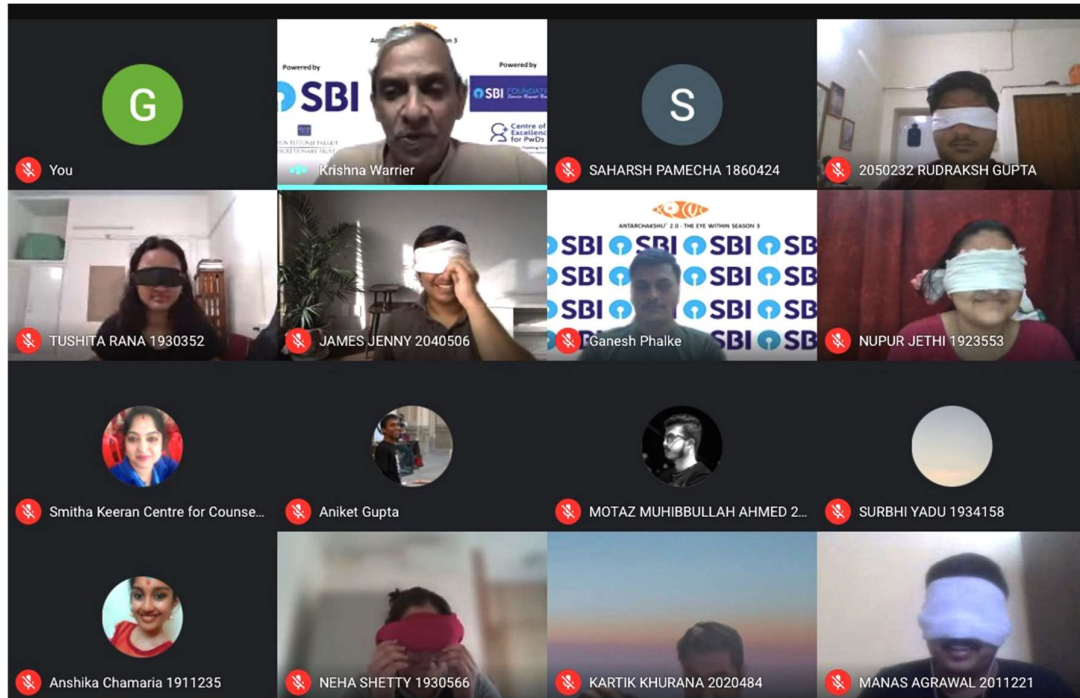 G
You
Powered by
SBI
Krishna Warrier
Powered by
SBI FOUNDATION
Centre of
Excellence
for PwDs
S
SAHARSH PAMECHA 1860424
2050232 RUDRAKSH GUPTA
TUSHITA RANA 1930352
JAMES JENNY 2040506
ANTARCHAKSHU 2.0 - THE EYE WITHIN SEASON 3
SBI SBI SBI SB
SBI SBI SB
SBI SBI SB
SBI SB
Ganesh Phalke
NUPUR JETHI 1923553
Smitha Keeran Centre for Counse...
Aniket Gupta
MOTAZ MUHIBBULLAH AHMED 2...
SURBHI YADU 1934158
Anshika Chamaria 1911235
NEHA SHETTY 1930566
KARTIK KHURANA 2020484
MANAS AGRAWAL 2011221